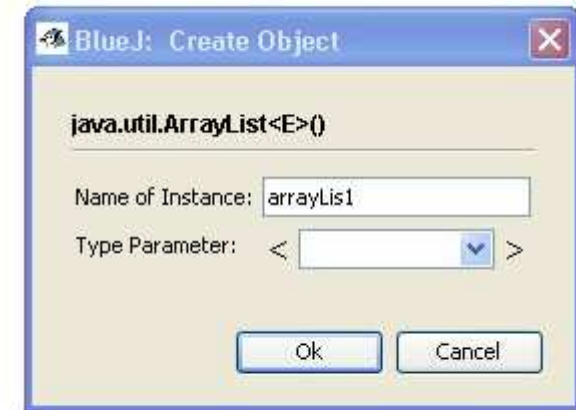 BlueJ: Create Object
java.util.ArrayList<E>()
Name of Instance: arrayLis1
Type Parameter: < >
Ok Cancel